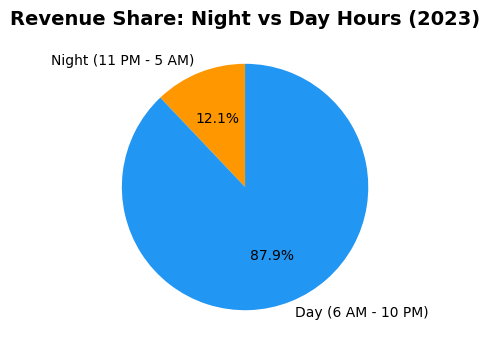 Revenue Share: Night vs Day Hours (2023)
Night (11 PM - 5 AM)
12.1%
87.9%
Day (6 AM - 10 PM)